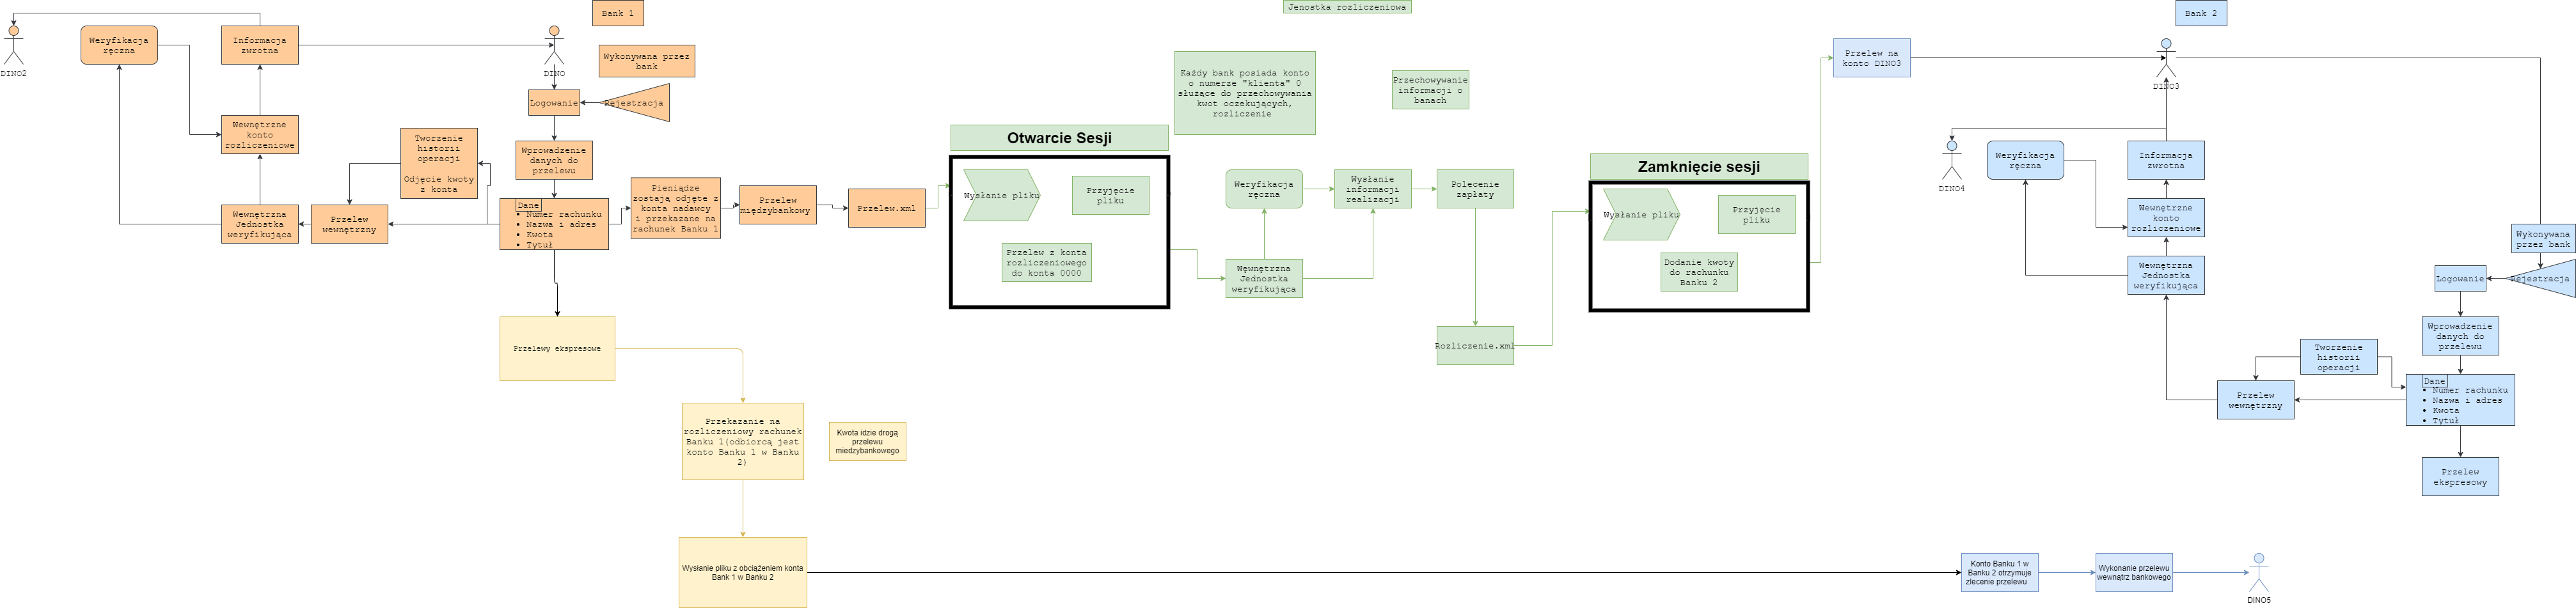 Bank 1
Jenostka rozliczeniowa
Bank 2
DINO2
Weryfikacja
ręczna
Informacja
zwrotna
DINO
Wykonywana przez
bank
Logowanie
Rejestracja
Wewnętrzne
konto
rozliczeniowe
Tworzenie
historii
operacji
Odjęcie kwoty
z konta
Wprowadzenie
danych do
przelewu
Wewnętrzna
Jednostka
weryfikująca
Przelew
wewnętrzny
Dane
• Numer rachunku
• Nazwa i adres
• Kwota
• Tytuł
Pieniądze
zostają odjęte z
konta nadawcy
i przekazane na
rachunek Banku 1
Przelew
międzybankowy
Przelew.xml
Przelewy ekspresowe
Przekazanie na
rozliczeniowy rachunek
Banku 1(odbiorcą jest
konto Banku 1 w Banku
2)
Kwota idzie drogą
przelewu
miedzybankowego
Wysłanie pliku z obciążeniem konta
Bank 1 w Banku 2
Otwarcie Sesji
Wysłanie pliku
Przyjęcie
pliku
Przelew z konta
rozliczeniowego
do konta 0000
Każdy bank posiada konto
o numerze "klienta" 0
służące do przechowywania
kwot oczekujących,
rozliczenie
Przechowywanie
informacji o
banach
Weryfikacja
ręczna
Wysłanie
informacji
realizacji
Polecenie
zapłaty
Węwnętrzna
Jednostka
weryfikująca
Rozliczenie.xml
Zamknięcie sesji
Wysłanie pliku
Przyjęcie
pliku
Dodanie kwoty
do rachunku
Banku 2
Przelew na
konto DINO3
DINO3
DINO4
Weryfikacja
ręczna
Informacja
zwrotna
Wewnętrzne
konto
rozliczeniowe
Wewnętrzna
Jednostka
weryfikująca
Wykonywana
przez bank
Logowanie
Rejestracja
Wprowadzenie
danych do
przelewu
Tworzenie
historii
operacji
Przelew
wewnętrzny
Dane
• Numer rachunku
• Nazwa i adres
• Kwota
• Tytuł
Przelew
ekspresowy
Konto Banku 1 w
Banku 2 otrzymuje
zlecenie przelewu
Wykonanie przelewu
wewnątrz bankowego
DINO5